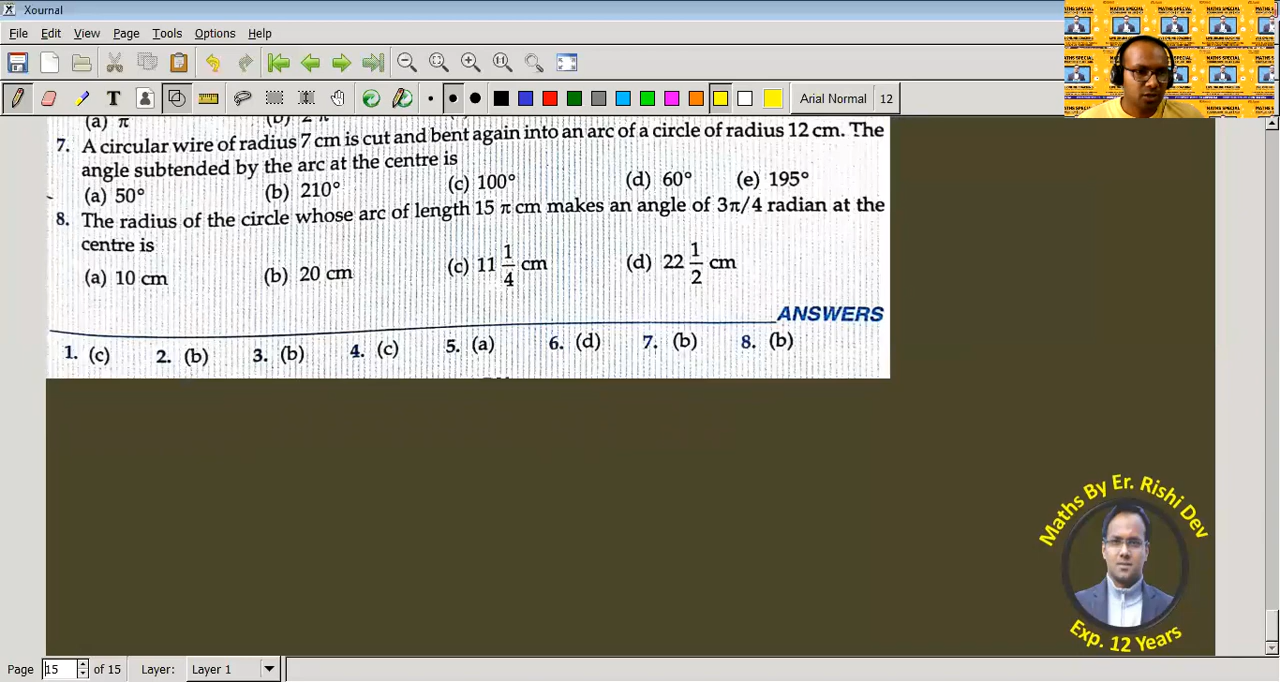 Xournal
File Edit View Page Tools Options Help
Arial Normal 12
(a) π (b) 2 π
7. A circular wire of radius 7 cm is cut and bent again into an arc of a circle of radius 12 cm. The
angle subtended by the arc at the centre is
(a) 50° (b) 210° (c) 100° (d) 60° (e) 195°
8. The radius of the circle whose arc of length 15 π cm makes an angle of 3π/4 radian at the
centre is
(a) 10 cm (b) 20 cm (c) 11 1/4 cm (d) 22 1/2 cm
ANSWERS
1. (c) 2. (b) 3. (b) 4. (c) 5. (a) 6. (d) 7. (b) 8. (b)
Maths By Er. Rishi Dev
Exp. 12 Years
Page 15 of 15 Layer: Layer 1